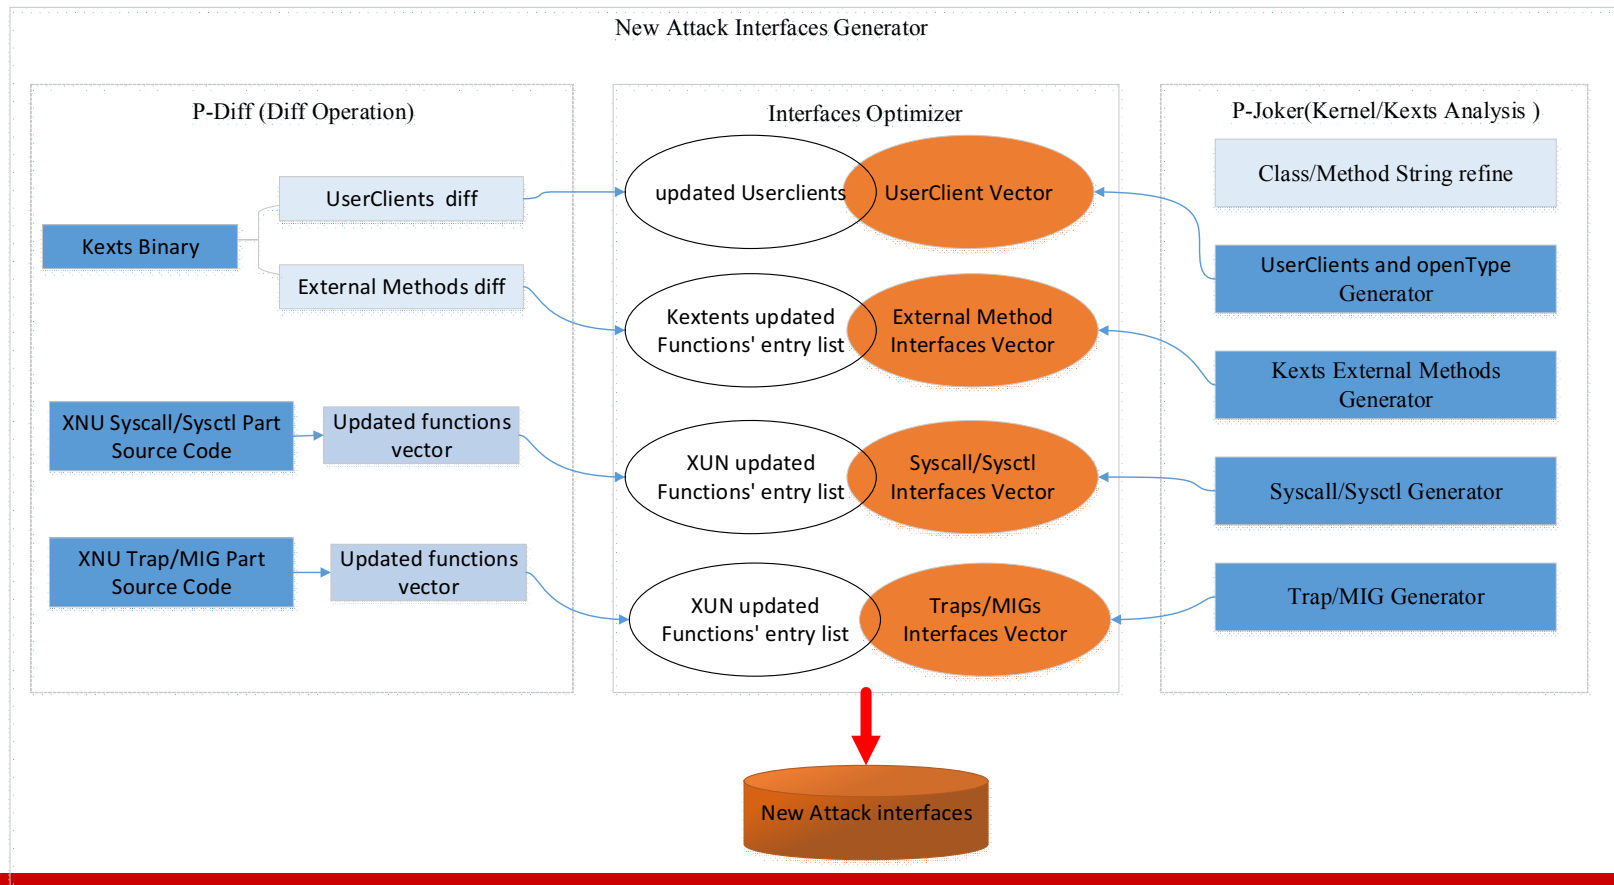 New Attack Interfaces Generator
P-Diff (Diff Operation)
Kexts Binary
UserClients  diff
External Methods diff
XNU Syscall/Sysctl Part
Source Code
Updated functions
vector
XNU Trap/MIG Part
Source Code
Updated functions
vector
Interfaces Optimizer
updated Userclients
UserClient Vector
Kextents updated
Functions' entry list
External Method
Interfaces Vector
XUN updated
Functions' entry list
Syscall/Sysctl
Interfaces Vector
XUN updated
Functions' entry list
Traps/MIGs
Interfaces Vector
P-Joker(Kernel/Kexts Analysis )
Class/Method String refine
UserClients and openType
Generator
Kexts External Methods
Generator
Syscall/Sysctl Generator
Trap/MIG Generator
New Attack interfaces